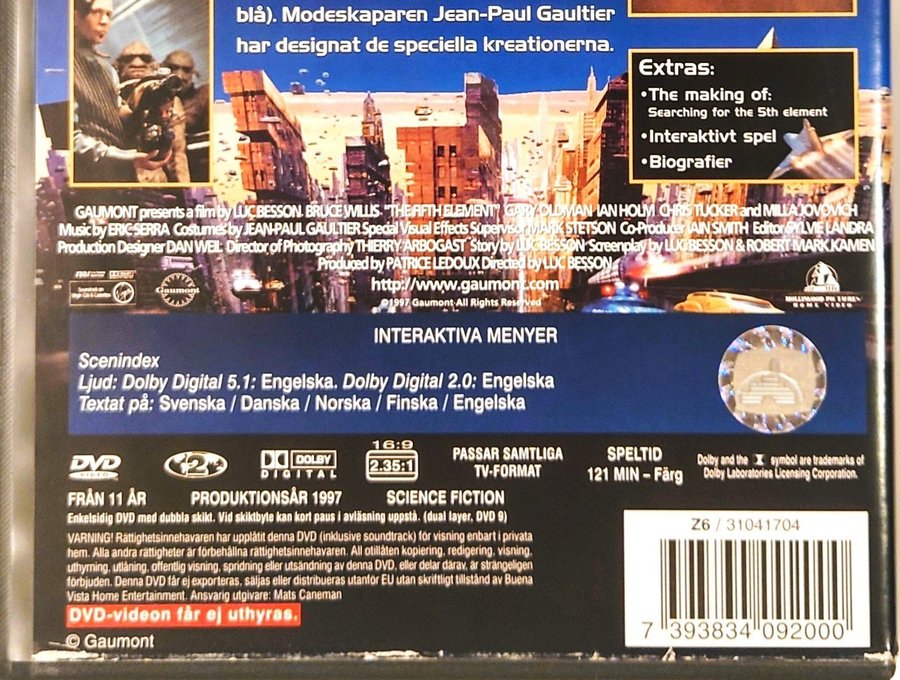 blå). Modeskaparen Jean-Paul Gaultier
har designat de speciella kreationerna.
Extras:
•The making of:
Searching for the 5th element
•Interaktivt spel
•Biografier
GAUMONT presents a film by LUC BESSON. BRUCE WILLIS. "THE FIFTH ELEMENT" GARY OLDMAN IAN HOLM CHRIS TUCKER and MILLA JOVOVICH
Music by ERIC SERRA Costumes by JEAN-PAUL GAULTIER Special Visual Effects Supervisor MARK STETSON Co-Producer IAIN SMITH Editor SYLVIE LANDRA
Production Designer DAN WEIL Director of Photography THIERRY ARBOGAST Story by LUC BESSON Screenplay by LUC BESSON & ROBERT MARK KAMEN
Produced by PATRICE LEDOUX Directed by LUC BESSON
http://www.gaumont.com
©1997 Gaumont All Rights Reserved
Gaumont
HOLLYWOOD PICTURES
HOME VIDEO
INTERAKTIVA MENYER
Scenindex
Ljud: Dolby Digital 5.1: Engelska. Dolby Digital 2.0: Engelska
Textat på: Svenska / Danska / Norska / Finska / Engelska
DVD
VIDEO
2
DOLBY
DIGITAL
16:9
2.35:1
PASSAR SAMTLIGA
TV-FORMAT
SPELTID
121 MIN – Färg
Dolby and the symbol are trademarks of
Dolby Laboratories Licensing Corporation.
FRÅN 11 ÅR PRODUKTIONSÅR 1997 SCIENCE FICTION
Enkelsidig DVD med dubbla skikt. Vid skiktbyte kan kort paus i avläsning uppstå. (dual layer, DVD 9)
VARNING! Rättighetsinnehavaren har upplåtit denna DVD (inklusive soundtrack) för visning enbart i privata
hem. Alla andra rättigheter är förbehållna rättighetsinnehavaren. All otillåten kopiering, redigering, visning,
uthyrning, utlåning, offentlig visning, spridning eller utsändning av denna DVD, eller delar därav, är strängeligen
förbjuden. Denna DVD får ej exporteras, säljas eller distribueras utanför EU utan skriftligt tillstånd av Buena
Vista Home Entertainment. Ansvarig utgivare: Mats Caneman
DVD-videon får ej uthyras.
© Gaumont
Z6 / 31041704
7 393834 092000